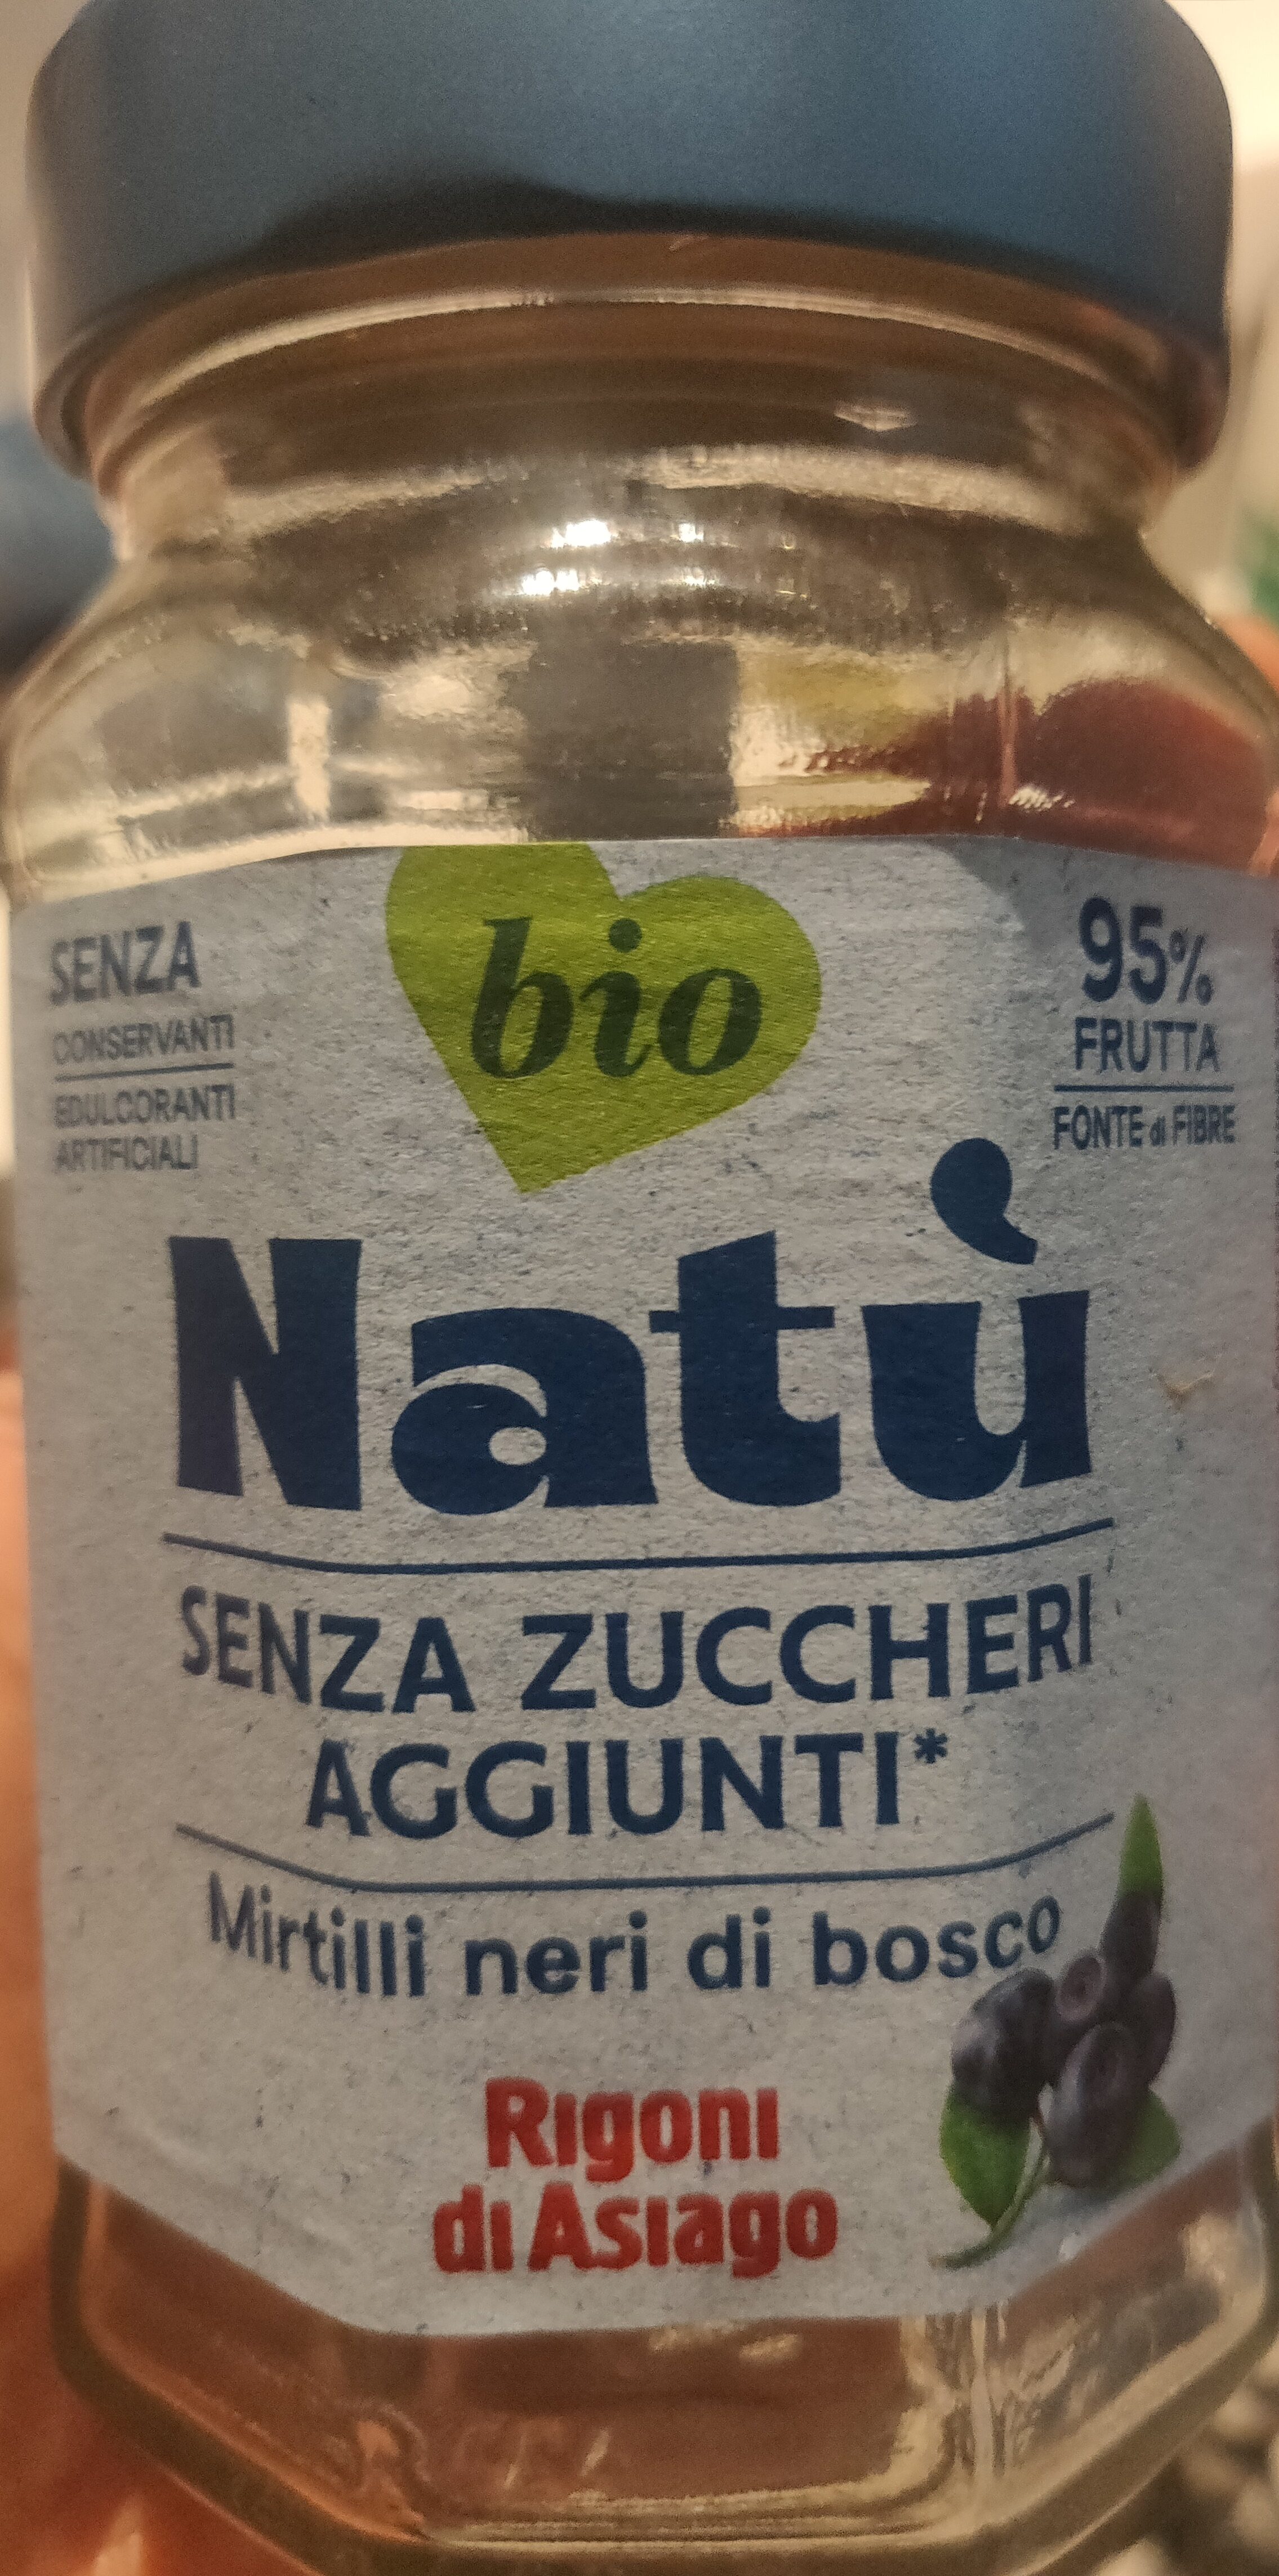 bio
SENZA
CONSERVANTI
EDULCORANTI
ARTIFICIALI
95%
FRUTTA
FONTE di FIBRE
Natù
SENZA ZUCCHERI
AGGIUNTI*
Mirtilli neri di bosco
Rigoni
di Asiago